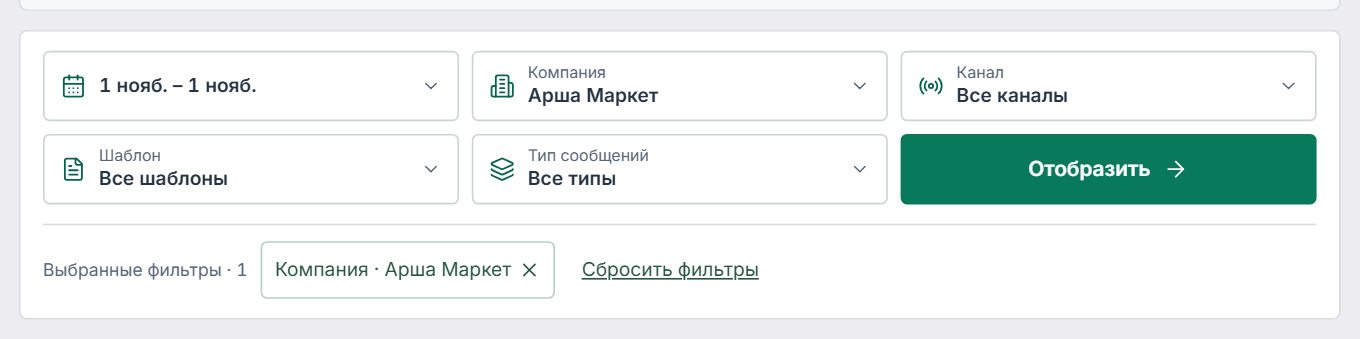 1 нояб. – 1 нояб.
Компания
Арша Маркет
Канал
Все каналы
Шаблон
Все шаблоны
Тип сообщений
Все типы
Отобразить →
Выбранные фильтры · 1
Компания · Арша Маркет ×
Сбросить фильтры